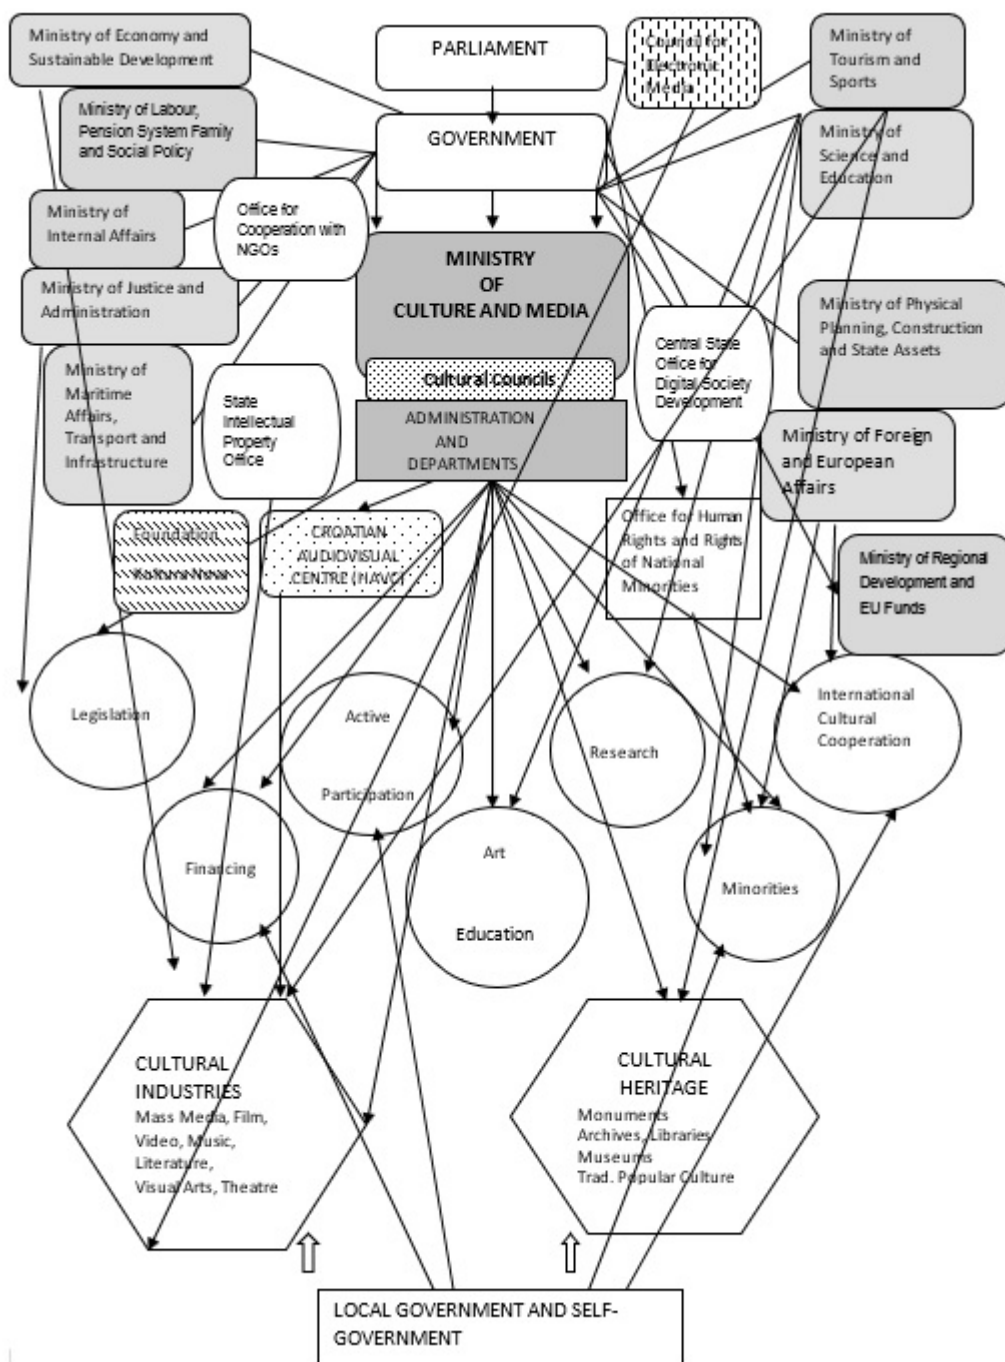 Ministry of Economy and
Sustainable Development
PARLIAMENT
Council for
Electronic
Media
Ministry of
Tourism and
Sports
Ministry of Labour,
Pension System Family
and Social Policy
GOVERNMENT
Ministry of
Science and
Education
Ministry of
Internal Affairs
Office for
Cooperation with
NGOs
MINISTRY
OF
CULTURE AND MEDIA
Ministry of Justice and
Administration
Ministry of Physical
Planning, Construction
and State Assets
Central State
Office for
Digital Society
Development
Ministry of
Maritime
Affairs,
Transport and
Infrastructure
State
Intellectual
Property
Office
Cultural Councils
ADMINISTRATION
AND
DEPARTMENTS
Ministry of Foreign
and European
Affairs
Foundation
Kultura Nova
CROATIAN
AUDIOVISUAL
CENTRE (HAVC)
Office for Human
Rights and Rights
of National
Minorities
Ministry of Regional
Development and
EU Funds
Legislation
Active
Participation
Research
International
Cultural
Cooperation
Financing
Art
Education
Minorities
CULTURAL
INDUSTRIES
Mass Media, Film,
Video, Music,
Literature,
Visual Arts, Theatre
CULTURAL
HERITAGE
Monuments
Archives, Libraries
Museums
Trad. Popular Culture
LOCAL GOVERNMENT AND SELF-
GOVERNMENT